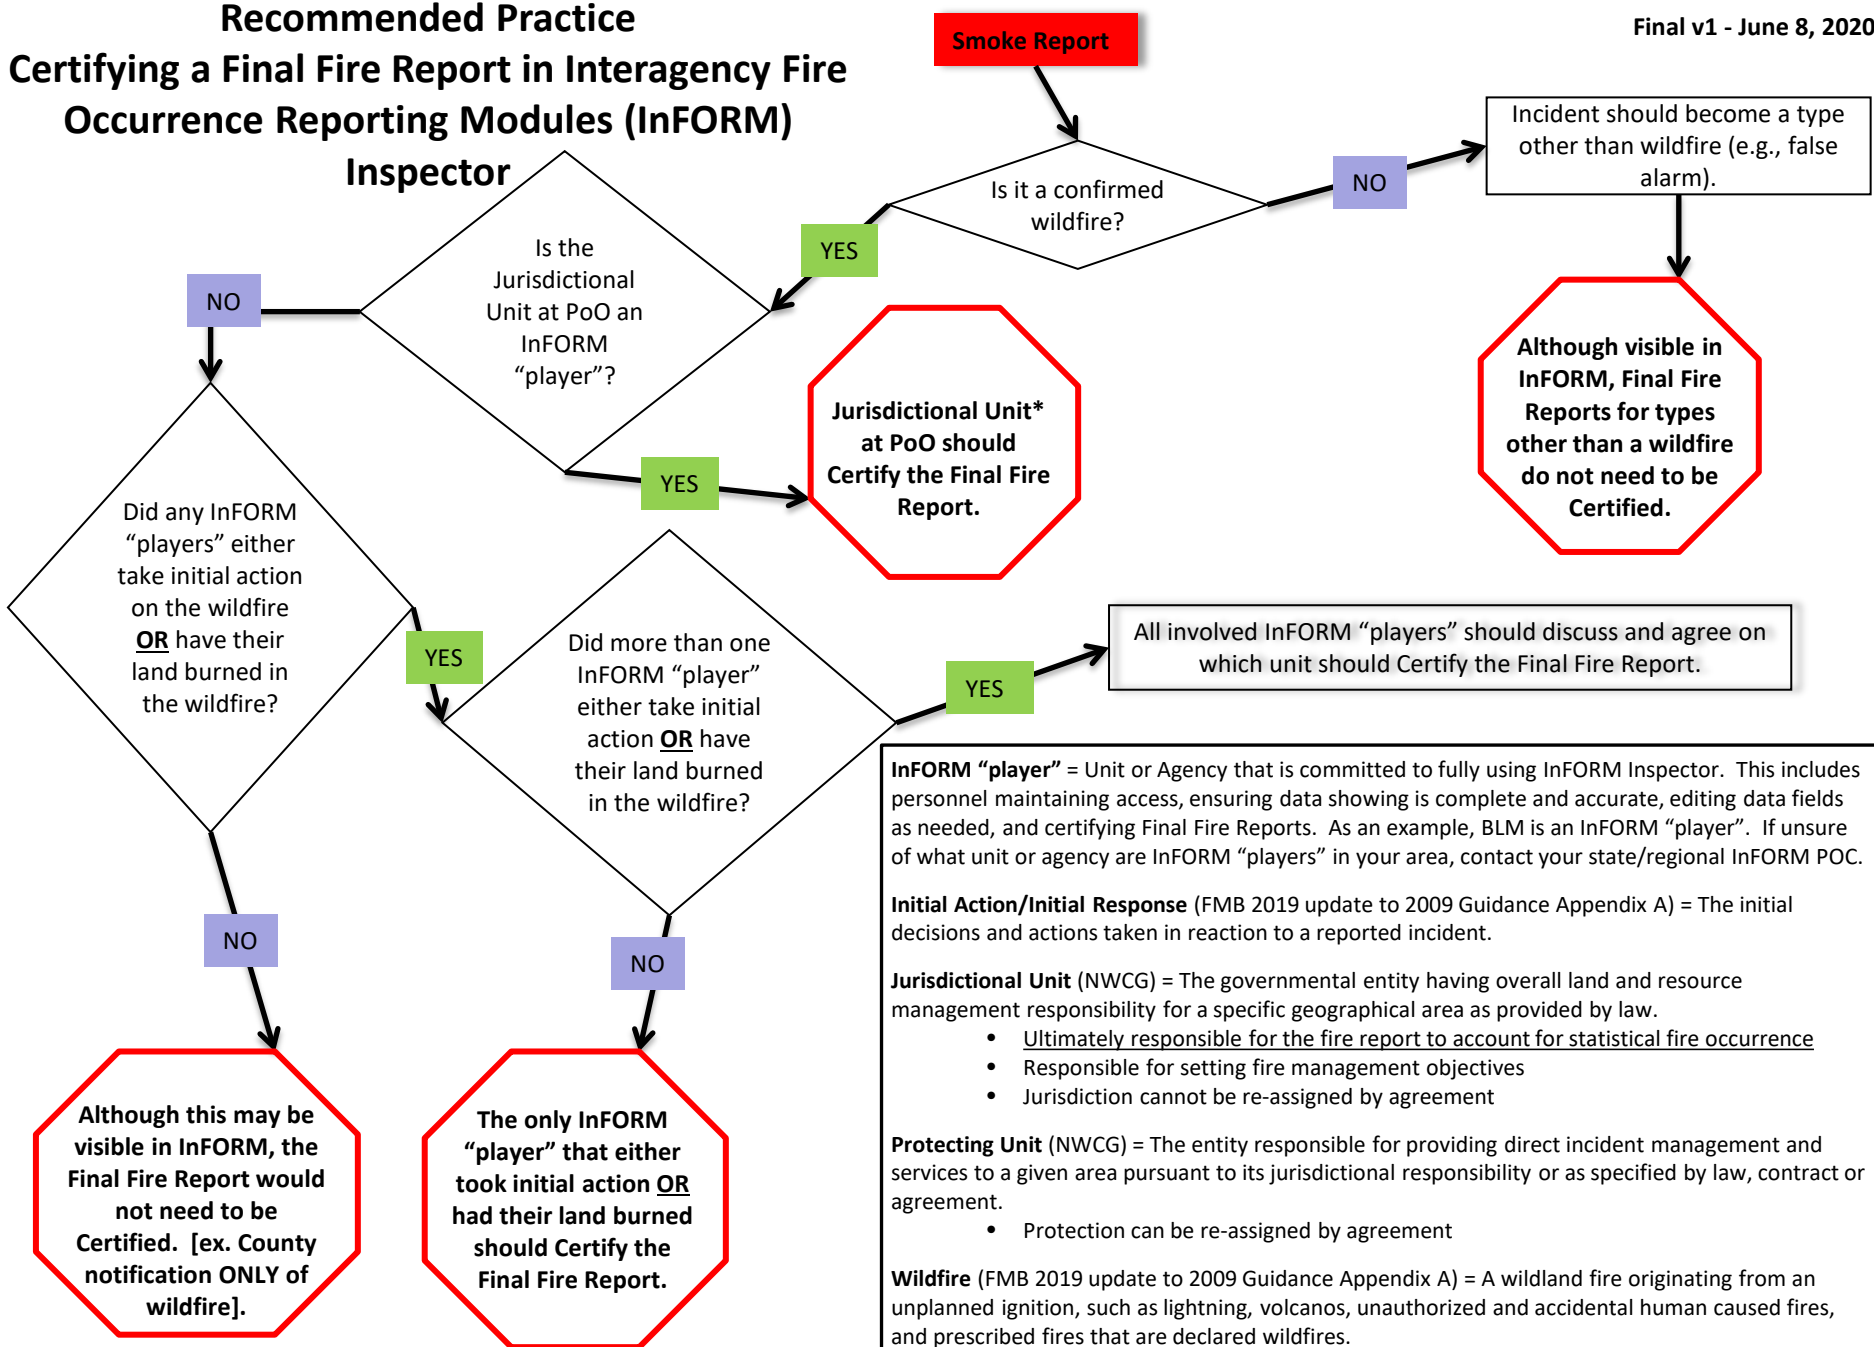 Recommended Practice
Certifying a Final Fire Report in Interagency Fire
Occurrence Reporting Modules (InFORM)
Inspector
Final v1 - June 8, 2020
Smoke Report
Is it a confirmed
wildfire?
NO
Incident should become a type
other than wildfire (e.g., false
alarm).
Although visible in
InFORM, Final Fire
Reports for types
other than a wildfire
do not need to be
Certified.
YES
Is the
Jurisdictional
Unit at PoO an
InFORM
“player”?
YES
Jurisdictional Unit*
at PoO should
Certify the Final Fire
Report.
NO
Did any InFORM
“players” either
take initial action
on the wildfire
OR have their
land burned in
the wildfire?
YES
Did more than one
InFORM “player”
either take initial
action OR have
their land burned
in the wildfire?
YES
All involved InFORM “players” should discuss and agree on
which unit should Certify the Final Fire Report.
NO
Although this may be
visible in InFORM, the
Final Fire Report would
not need to be
Certified. [ex. County
notification ONLY of
wildfire].
NO
The only InFORM
“player” that either
took initial action OR
had their land burned
should Certify the
Final Fire Report.
InFORM “player” = Unit or Agency that is committed to fully using InFORM Inspector. This includes
personnel maintaining access, ensuring data showing is complete and accurate, editing data fields
as needed, and certifying Final Fire Reports. As an example, BLM is an InFORM “player”. If unsure
of what unit or agency are InFORM “players” in your area, contact your state/regional InFORM POC.
Initial Action/Initial Response (FMB 2019 update to 2009 Guidance Appendix A) = The initial
decisions and actions taken in reaction to a reported incident.
Jurisdictional Unit (NWCG) = The governmental entity having overall land and resource
management responsibility for a specific geographical area as provided by law.
• Ultimately responsible for the fire report to account for statistical fire occurrence
• Responsible for setting fire management objectives
• Jurisdiction cannot be re-assigned by agreement
Protecting Unit (NWCG) = The entity responsible for providing direct incident management and
services to a given area pursuant to its jurisdictional responsibility or as specified by law, contract or
agreement.
• Protection can be re-assigned by agreement
Wildfire (FMB 2019 update to 2009 Guidance Appendix A) = A wildland fire originating from an
unplanned ignition, such as lightning, volcanos, unauthorized and accidental human caused fires,
and prescribed fires that are declared wildfires.